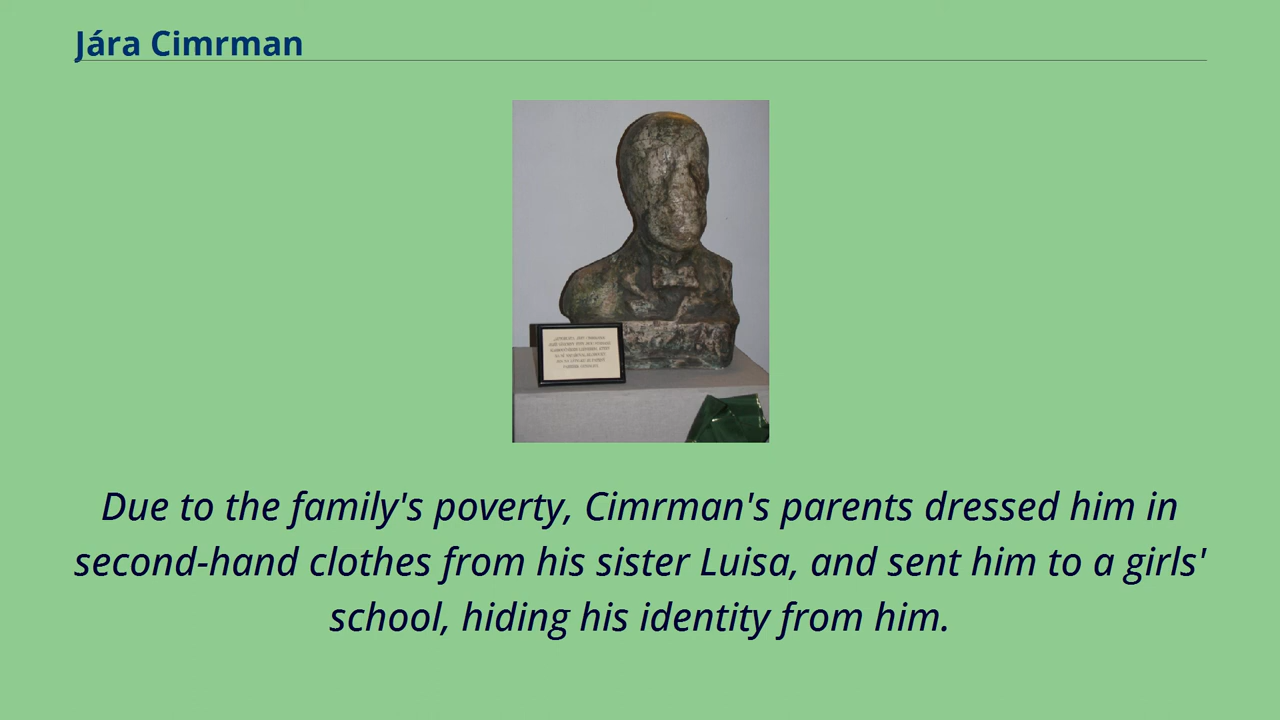 Jára Cimrman
Due to the family's poverty, Cimrman's parents dressed him in
second-hand clothes from his sister Luisa, and sent him to a girls'
school, hiding his identity from him.